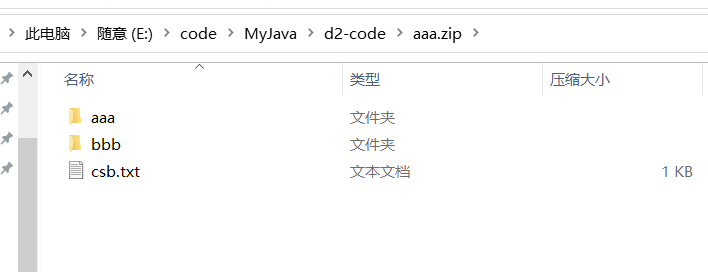 此电脑 > 随意 (E:) > code > MyJava > d2-code > aaa.zip >
名称 类型 压缩大小
aaa 文件夹
bbb 文件夹
csb.txt 文本文档 1 KB